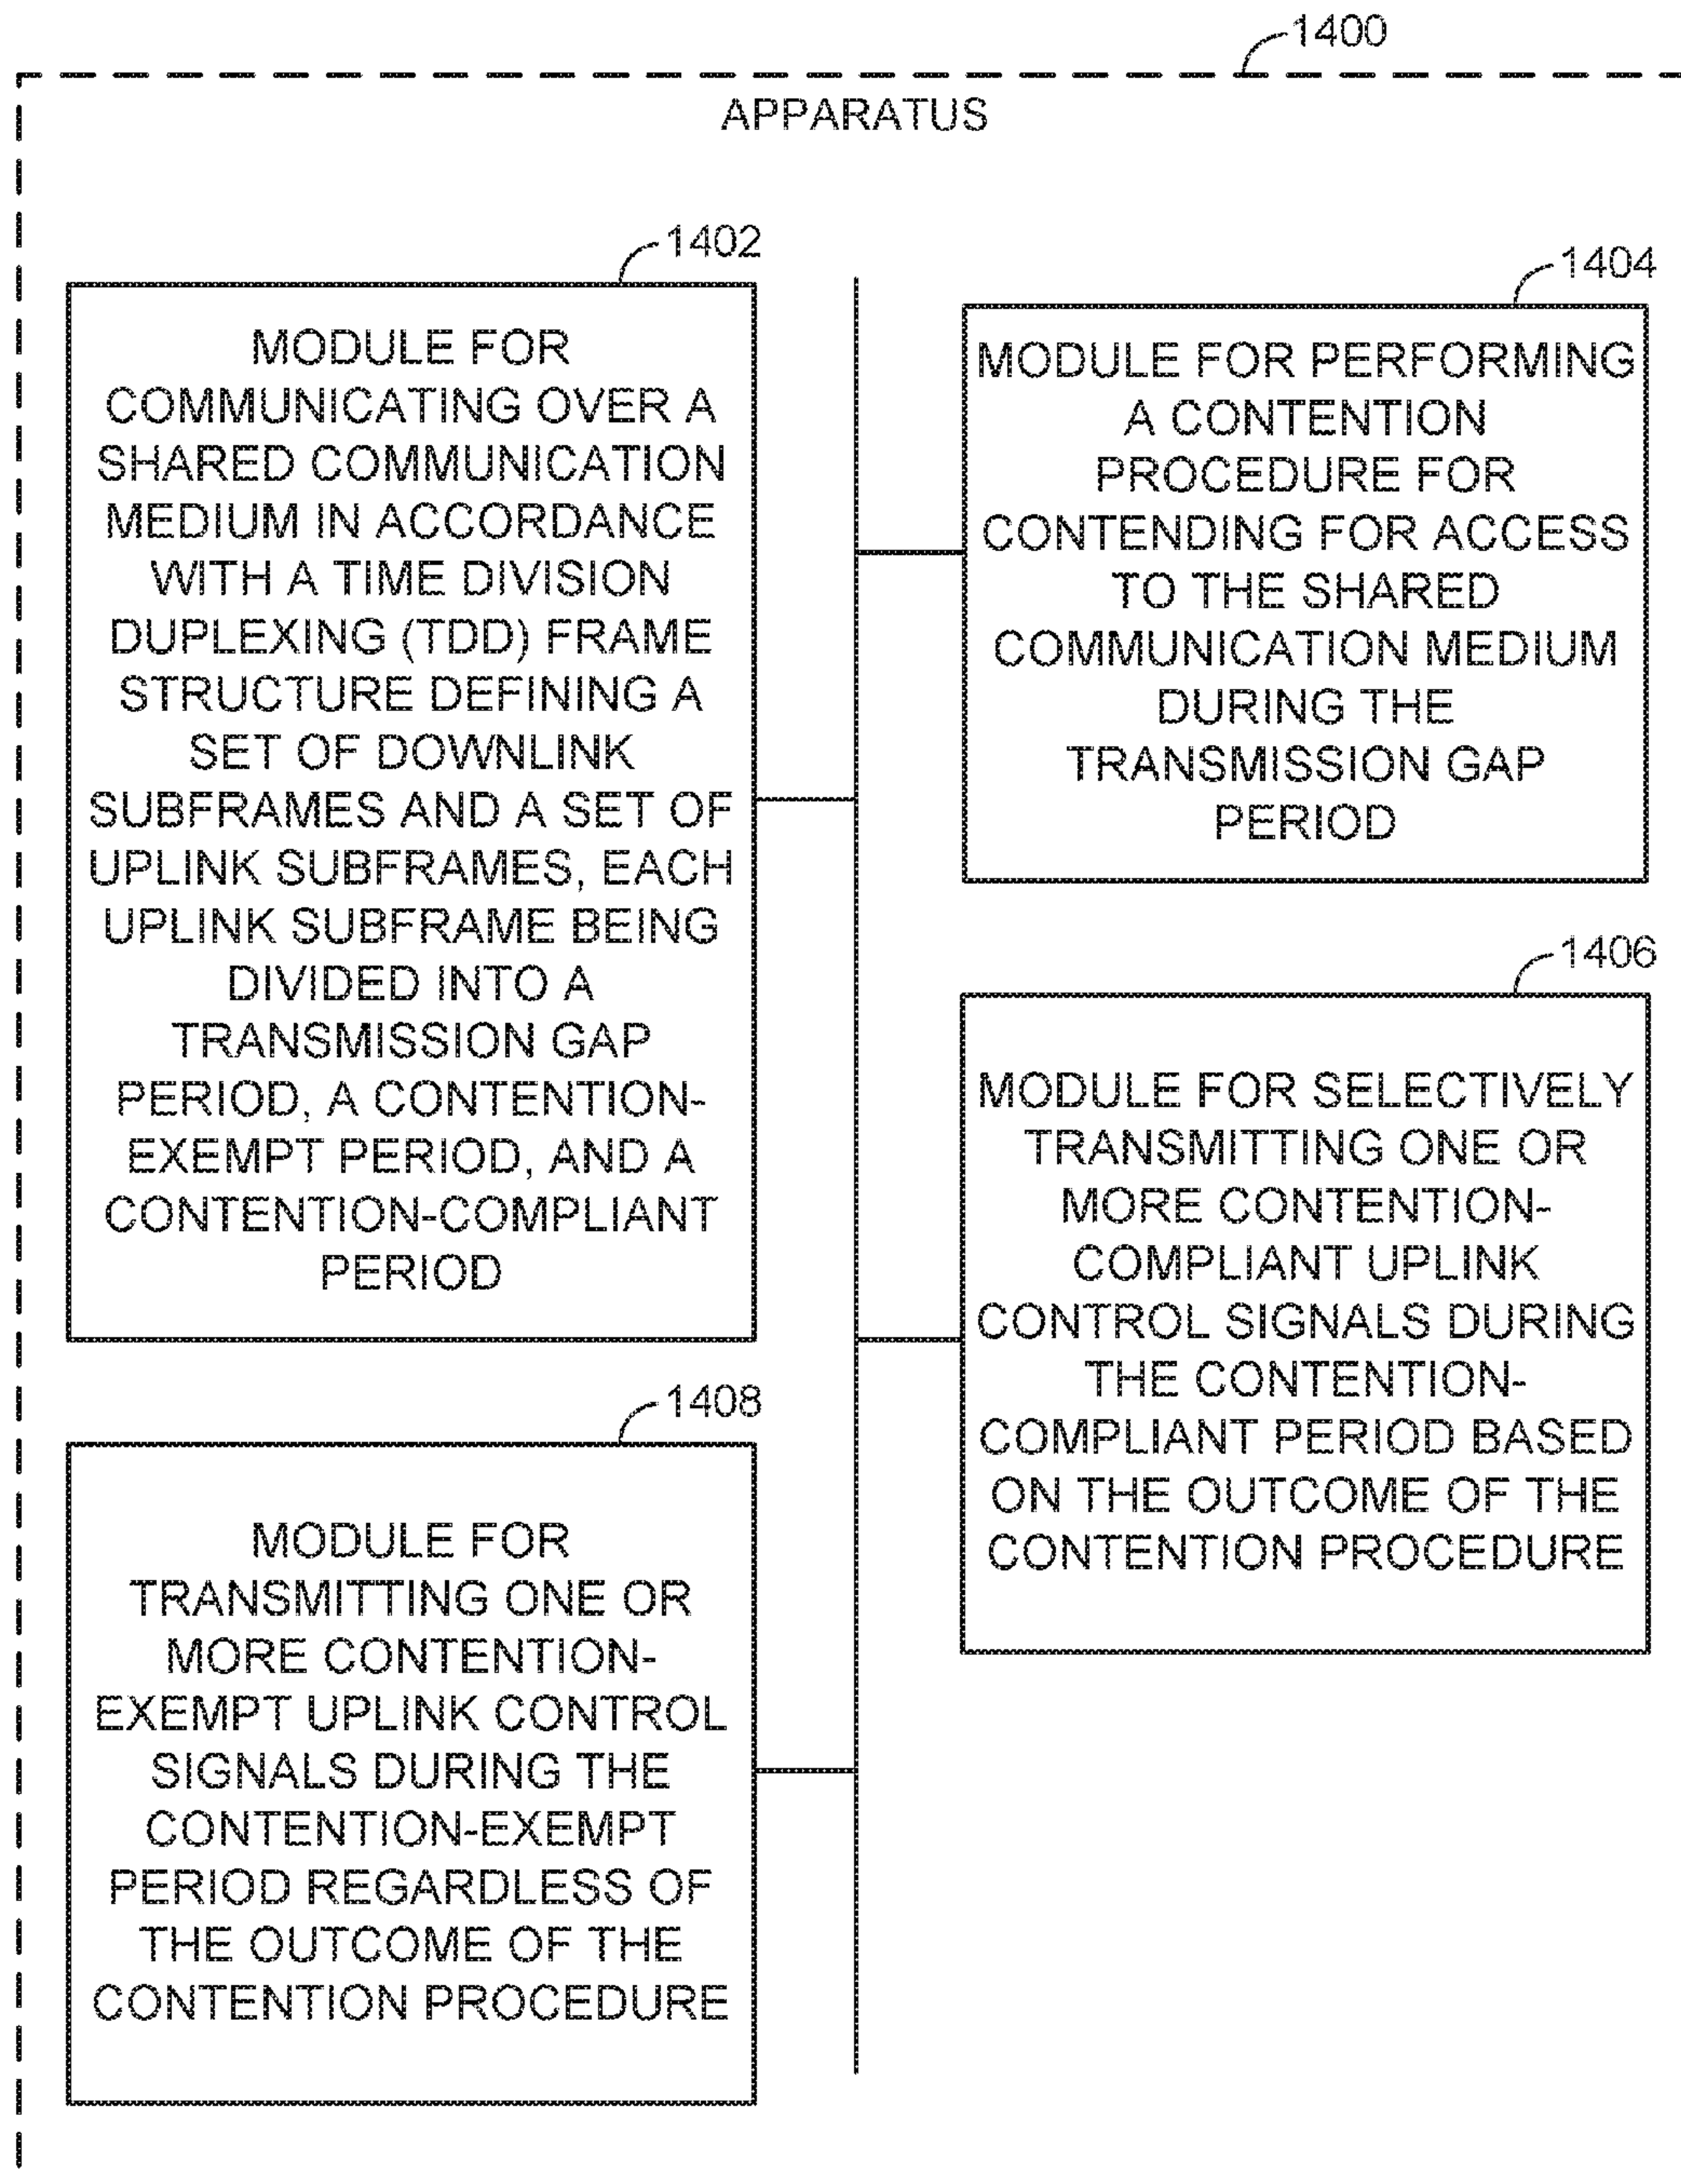 1400
APPARATUS
1402
MODULE FOR
COMMUNICATING OVER A
SHARED COMMUNICATION
MEDIUM IN ACCORDANCE
WITH A TIME DIVISION
DUPLEXING (TDD) FRAME
STRUCTURE DEFINING A
SET OF DOWNLINK
SUBFRAMES AND A SET OF
UPLINK SUBFRAMES, EACH
UPLINK SUBFRAME BEING
DIVIDED INTO A
TRANSMISSION GAP
PERIOD, A CONTENTION-
EXEMPT PERIOD, AND A
CONTENTION-COMPLIANT
PERIOD
1404
MODULE FOR PERFORMING
A CONTENTION
PROCEDURE FOR
CONTENDING FOR ACCESS
TO THE SHARED
COMMUNICATION MEDIUM
DURING THE
TRANSMISSION GAP
PERIOD
1406
MODULE FOR SELECTIVELY
TRANSMITTING ONE OR
MORE CONTENTION-
COMPLIANT UPLINK
CONTROL SIGNALS DURING
THE CONTENTION-
COMPLIANT PERIOD BASED
ON THE OUTCOME OF THE
CONTENTION PROCEDURE
1408
MODULE FOR
TRANSMITTING ONE OR
MORE CONTENTION-
EXEMPT UPLINK CONTROL
SIGNALS DURING THE
CONTENTION-EXEMPT
PERIOD REGARDLESS OF
THE OUTCOME OF THE
CONTENTION PROCEDURE